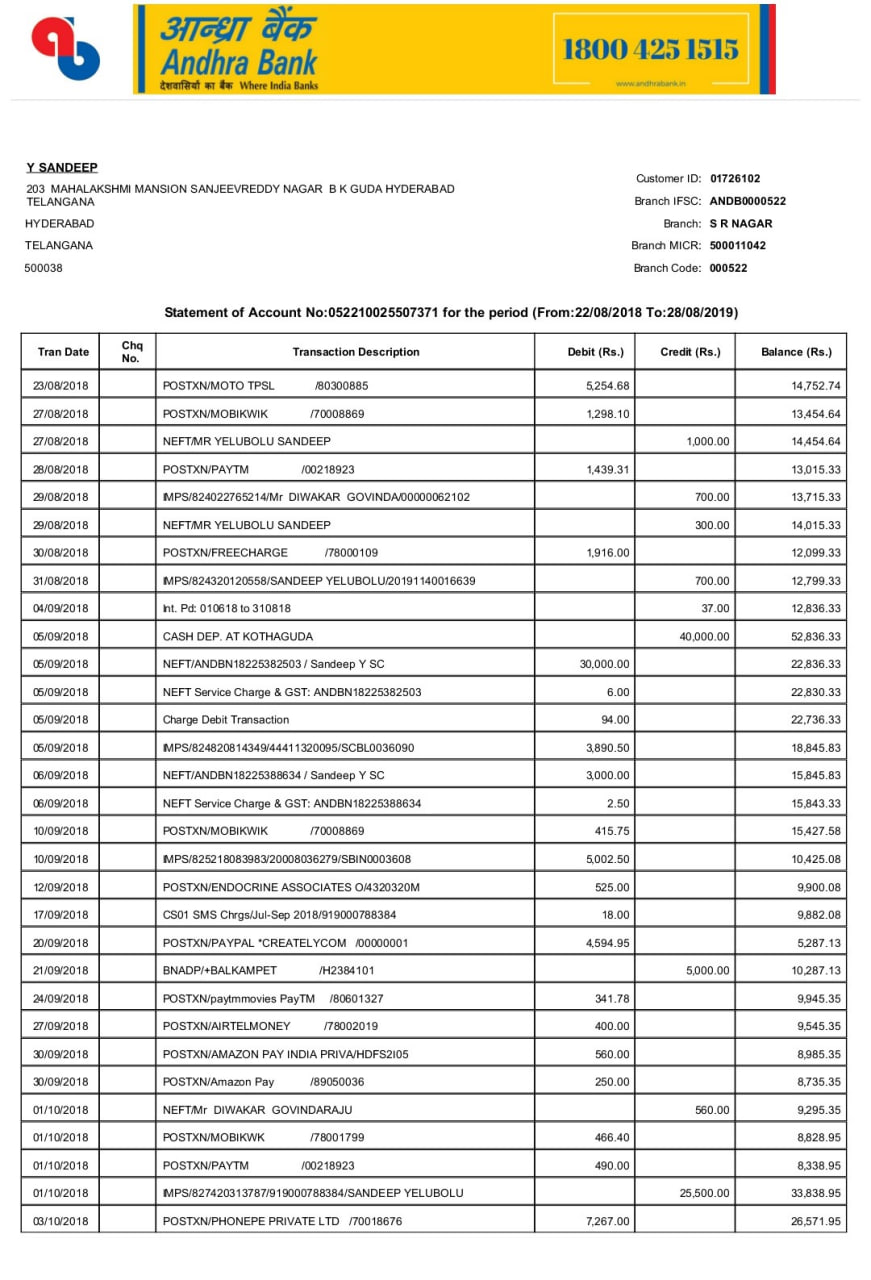 आन्ध्रा बैंक
Andhra Bank
देशवासियों का बैंक Where India Banks
1800 425 1515
www.andhrabank.in
Y SANDEEP
203 MAHALAKSHMI MANSION SANJEEVREDDY NAGAR B K GUDA HYDERABAD
TELANGANA
HYDERABAD
TELANGANA
500038
Customer ID: 01726102
Branch IFSC: ANDB0000522
Branch: S R NAGAR
Branch MICR: 500011042
Branch Code: 000522
Statement of Account No:052210025507371 for the period (From:22/08/2018 To:28/08/2019)
Tran Date Chq No. Transaction Description Debit (Rs.) Credit (Rs.) Balance (Rs.)
23/08/2018 POSTXN/MOTO TPSL /80300885 5,254.68 14,752.74
27/08/2018 POSTXN/MOBIKWIK /70008869 1,298.10 13,454.64
27/08/2018 NEFT/MR YELUBOLU SANDEEP 1,000.00 14,454.64
28/08/2018 POSTXN/PAYTM /00218923 1,439.31 13,015.33
29/08/2018 IMPS/824022765214/Mr DIWAKAR GOVINDA/00000062102 700.00 13,715.33
29/08/2018 NEFT/MR YELUBOLU SANDEEP 300.00 14,015.33
30/08/2018 POSTXN/FREECHARGE /78000109 1,916.00 12,099.33
31/08/2018 IMPS/824320120558/SANDEEP YELUBOLU/20191140016639 700.00 12,799.33
04/09/2018 Int. Pd: 010618 to 310818 37.00 12,836.33
05/09/2018 CASH DEP. AT KOTHAGUDA 40,000.00 52,836.33
05/09/2018 NEFT/ANDBN18225382503 / Sandeep Y SC 30,000.00 22,836.33
05/09/2018 NEFT Service Charge & GST: ANDBN18225382503 6.00 22,830.33
05/09/2018 Charge Debit Transaction 94.00 22,736.33
05/09/2018 IMPS/824820814349/44411320095/SCBL0036090 3,890.50 18,845.83
06/09/2018 NEFT/ANDBN18225388634 / Sandeep Y SC 3,000.00 15,845.83
06/09/2018 NEFT Service Charge & GST: ANDBN18225388634 2.50 15,843.33
10/09/2018 POSTXN/MOBIKWIK /70008869 415.75 15,427.58
10/09/2018 IMPS/825218083983/20008036279/SBIN0003608 5,002.50 10,425.08
12/09/2018 POSTXN/ENDOCRINE ASSOCIATES O/4320320M 525.00 9,900.08
17/09/2018 CS01 SMS Chrgs/Jul-Sep 2018/919000788384 18.00 9,882.08
20/09/2018 POSTXN/PAYPAL *CREATELYCOM /00000001 4,594.95 5,287.13
21/09/2018 BNADP/+BALKAMPET /H2384101 5,000.00 10,287.13
24/09/2018 POSTXN/paytmmovies PayTM /80601327 341.78 9,945.35
27/09/2018 POSTXN/AIRTELMONEY /78002019 400.00 9,545.35
30/09/2018 POSTXN/AMAZON PAY INDIA PRIVA/HDFS2I05 560.00 8,985.35
30/09/2018 POSTXN/Amazon Pay /89050036 250.00 8,735.35
01/10/2018 NEFT/Mr DIWAKAR GOVINDARAJU 560.00 9,295.35
01/10/2018 POSTXN/MOBIKWK /78001799 466.40 8,828.95
01/10/2018 POSTXN/PAYTM /00218923 490.00 8,338.95
01/10/2018 IMPS/827420313787/919000788384/SANDEEP YELUBOLU 25,500.00 33,838.95
03/10/2018 POSTXN/PHONEPE PRIVATE LTD /70018676 7,267.00 26,571.95